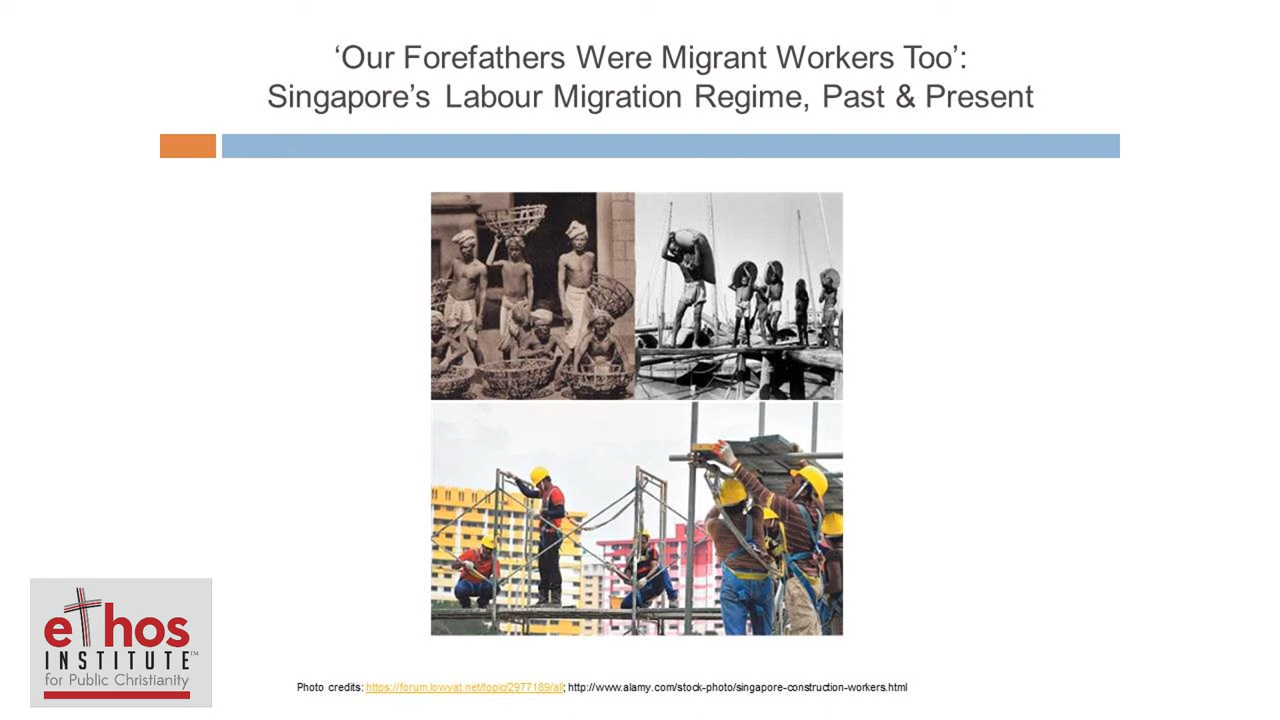 ‘Our Forefathers Were Migrant Workers Too’:
Singapore’s Labour Migration Regime, Past & Present
ethos
INSTITUTE™
for Public Christianity
Photo credits: https://forum.lowyat.net/topic/2977189/all; http://www.alamy.com/stock-photo/singapore-construction-workers.html